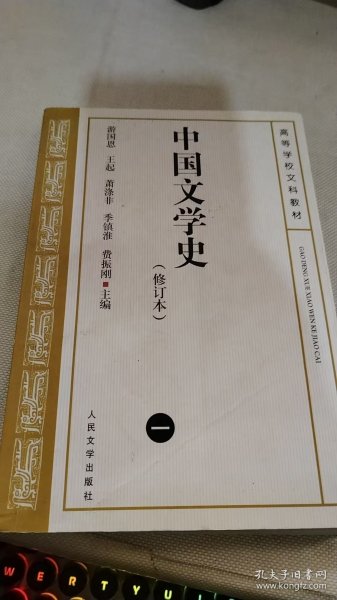 高等学校文科教材
GAO DENG XUE XIAO WEN KE JIAO CAI
中国文学史
（修订本）
游国恩 王起 萧涤非 季镇淮 费振刚 主编
一
人民文学出版社
W E R T Y U
孔夫子旧书网
www.kongfz.com